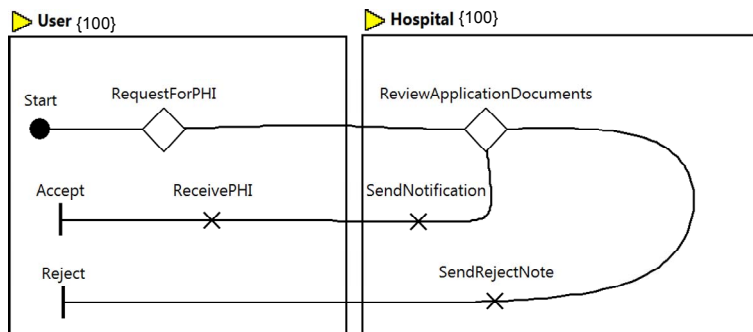 User {100}
Hospital {100}
RequestForPHI
ReviewApplicationDocuments
Start
Accept
ReceivePHI
SendNotification
Reject
SendRejectNote